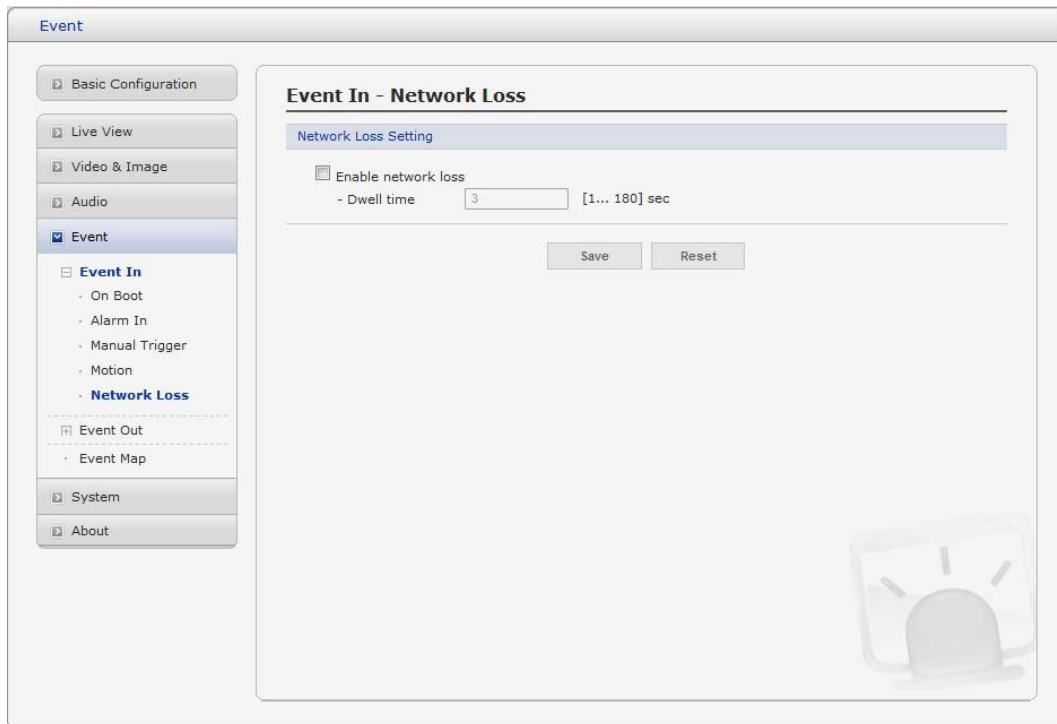 Event
Basic Configuration
Live View
Video & Image
Audio
Event
Event In
On Boot
Alarm In
Manual Trigger
Motion
Network Loss
Event Out
Event Map
System
About
Event In - Network Loss
Network Loss Setting
Enable network loss
- Dwell time 3 [1... 180] sec
Save Reset